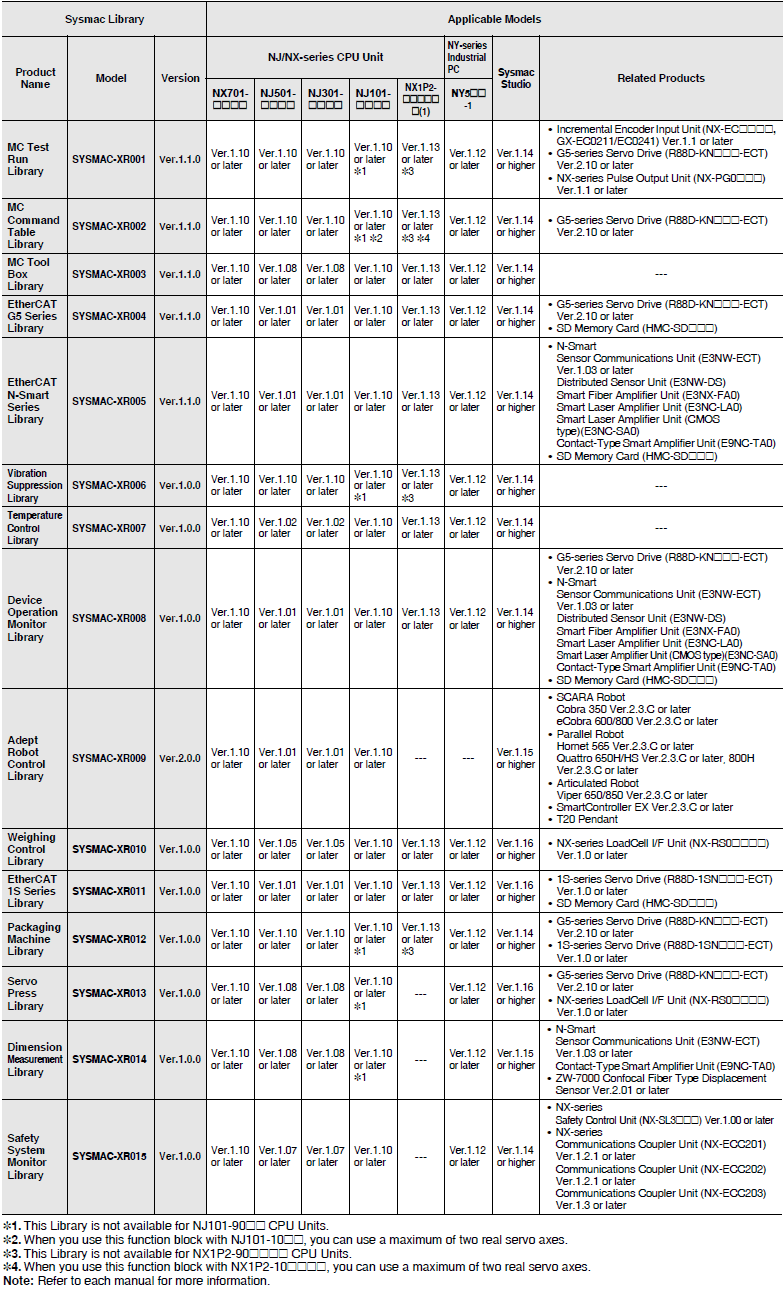 Sysmac Library
Applicable Models
Product Name
Model
Version
NJ/NX-series CPU Unit
NY-series Industrial PC
Sysmac Studio
Related Products
NX701-□□□□
NJ501-□□□□
NJ301-□□□□
NJ101-□□□□
NX1P2-□□□□□□(1)
NY5□□-1
MC Test Run Library
SYSMAC-XR001
Ver.1.1.0
Ver.1.10 or later
Ver.1.10 or later
Ver.1.10 or later
Ver.1.10 or later *1
Ver.1.13 or later *3
Ver.1.12 or later
Ver.1.14 or higher
• Incremental Encoder Input Unit (NX-EC□□□□,
GX-EC0211/EC0241) Ver.1.1 or later
• G5-series Servo Drive (R88D-KN□□□-ECT)
Ver.2.10 or later
• NX-series Pulse Output Unit (NX-PG0□□□)
Ver.1.1 or later
MC Command Table Library
SYSMAC-XR002
Ver.1.1.0
Ver.1.10 or later
Ver.1.10 or later
Ver.1.10 or later
Ver.1.10 or later *1 *2
Ver.1.13 or later *3 *4
Ver.1.12 or later
Ver.1.14 or higher
• G5-series Servo Drive (R88D-KN□□□-ECT)
Ver.2.10 or later
MC Tool Box Library
SYSMAC-XR003
Ver.1.1.0
Ver.1.10 or later
Ver.1.08 or later
Ver.1.08 or later
Ver.1.10 or later
Ver.1.13 or later
Ver.1.12 or later
Ver.1.14 or higher
---
EtherCAT G5 Series Library
SYSMAC-XR004
Ver.1.1.0
Ver.1.10 or later
Ver.1.01 or later
Ver.1.01 or later
Ver.1.10 or later
Ver.1.13 or later
Ver.1.12 or later
Ver.1.14 or higher
• G5-series Servo Drive (R88D-KN□□□-ECT)
Ver.2.10 or later
• SD Memory Card (HMC-SD□□□)
EtherCAT N-Smart Series Library
SYSMAC-XR005
Ver.1.1.0
Ver.1.10 or later
Ver.1.01 or later
Ver.1.01 or later
Ver.1.10 or later
Ver.1.13 or later
Ver.1.12 or later
Ver.1.14 or higher
• N-Smart
Sensor Communications Unit (E3NW-ECT)
Ver.1.03 or later
Distributed Sensor Unit (E3NW-DS)
Smart Fiber Amplifier Unit (E3NX-FA0)
Smart Laser Amplifier Unit (E3NC-LA0)
Smart Laser Amplifier Unit (CMOS
type)(E3NC-SA0)
Contact-Type Smart Amplifier Unit (E9NC-TA0)
• SD Memory Card (HMC-SD□□□)
Vibration Suppression Library
SYSMAC-XR006
Ver.1.0.0
Ver.1.10 or later
Ver.1.10 or later
Ver.1.10 or later
Ver.1.10 or later *1
Ver.1.13 or later *3
Ver.1.12 or later
Ver.1.14 or higher
---
Temperature Control Library
SYSMAC-XR007
Ver.1.0.0
Ver.1.10 or later
Ver.1.02 or later
Ver.1.02 or later
Ver.1.10 or later
Ver.1.13 or later
Ver.1.12 or later
Ver.1.14 or higher
---
Device Operation Monitor Library
SYSMAC-XR008
Ver.1.0.0
Ver.1.10 or later
Ver.1.01 or later
Ver.1.01 or later
Ver.1.10 or later
Ver.1.13 or later
Ver.1.12 or later
Ver.1.14 or higher
• G5-series Servo Drive (R88D-KN□□□-ECT)
Ver.2.10 or later
• N-Smart
Sensor Communications Unit (E3NW-ECT)
Ver.1.03 or later
Distributed Sensor Unit (E3NW-DS)
Smart Fiber Amplifier Unit (E3NX-FA0)
Smart Laser Amplifier Unit (E3NC-LA0)
Smart Laser Amplifier Unit (CMOS type)(E3NC-SA0)
Contact-Type Smart Amplifier Unit (E9NC-TA0)
• SD Memory Card (HMC-SD□□□)
Adept Robot Control Library
SYSMAC-XR009
Ver.2.0.0
Ver.1.10 or later
Ver.1.01 or later
Ver.1.01 or later
Ver.1.10 or later
---
---
Ver.1.15 or higher
• SCARA Robot
Cobra 350 Ver.2.3.C or later
eCobra 600/800 Ver.2.3.C or later
• Parallel Robot
Hornet 565 Ver.2.3.C or later
Quattro 650H/HS Ver.2.3.C or later, 800H
Ver.2.3.C or later
• Articulated Robot
Viper 650/850 Ver.2.3.C or later
• SmartController EX Ver.2.3.C or later
• T20 Pendant
Weighing Control Library
SYSMAC-XR010
Ver.1.0.0
Ver.1.10 or later
Ver.1.05 or later
Ver.1.05 or later
Ver.1.10 or later
Ver.1.13 or later
Ver.1.12 or later
Ver.1.16 or higher
• NX-series LoadCell I/F Unit (NX-RS0□□□□)
Ver.1.0 or later
EtherCAT 1S Series Library
SYSMAC-XR011
Ver.1.0.0
Ver.1.10 or later
Ver.1.01 or later
Ver.1.01 or later
Ver.1.10 or later
Ver.1.13 or later
Ver.1.12 or later
Ver.1.16 or higher
• 1S-series Servo Drive (R88D-1SN□□□-ECT)
Ver.1.0 or later
• SD Memory Card (HMC-SD□□□)
Packaging Machine Library
SYSMAC-XR012
Ver.1.0.0
Ver.1.10 or later
Ver.1.10 or later
Ver.1.10 or later
Ver.1.10 or later *1
Ver.1.13 or later *3
Ver.1.12 or later
Ver.1.14 or higher
• G5-series Servo Drive (R88D-KN□□□-ECT)
Ver.2.10 or later
• 1S-series Servo Drive (R88D-1SN□□□-ECT)
Ver.1.0 or later
Servo Press Library
SYSMAC-XR013
Ver.1.0.0
Ver.1.10 or later
Ver.1.08 or later
Ver.1.08 or later
Ver.1.10 or later *1
---
Ver.1.12 or later
Ver.1.16 or higher
• G5-series Servo Drive (R88D-KN□□□-ECT)
Ver.2.10 or later
• NX-series LoadCell I/F Unit (NX-RS0□□□□)
Ver.1.0 or later
Dimension Measurement Library
SYSMAC-XR014
Ver.1.0.0
Ver.1.10 or later
Ver.1.08 or later
Ver.1.08 or later
Ver.1.10 or later *1
---
Ver.1.12 or later
Ver.1.15 or higher
• N-Smart
Sensor Communications Unit (E3NW-ECT)
Ver.1.03 or later
Contact-Type Smart Amplifier Unit (E9NC-TA0)
• ZW-7000 Confocal Fiber Type Displacement
Sensor Ver.2.01 or later
Safety System Monitor Library
SYSMAC-XR015
Ver.1.0.0
Ver.1.10 or later
Ver.1.07 or later
Ver.1.07 or later
Ver.1.10 or later
---
Ver.1.12 or later
Ver.1.14 or higher
• NX-series
Safety Control Unit (NX-SL3□□□) Ver.1.00 or later
• NX-series
Communications Coupler Unit (NX-ECC201)
Ver.1.2.1 or later
Communications Coupler Unit (NX-ECC202)
Ver.1.2.1 or later
Communications Coupler Unit (NX-ECC203)
Ver.1.3 or later
*1. This Library is not available for NJ101-90□□ CPU Units.
*2. When you use this function block with NJ101-10□□, you can use a maximum of two real servo axes.
*3. This Library is not available for NX1P2-90□□□□ CPU Units.
*4. When you use this function block with NX1P2-10□□□□, you can use a maximum of two real servo axes.
Note: Refer to each manual for more information.